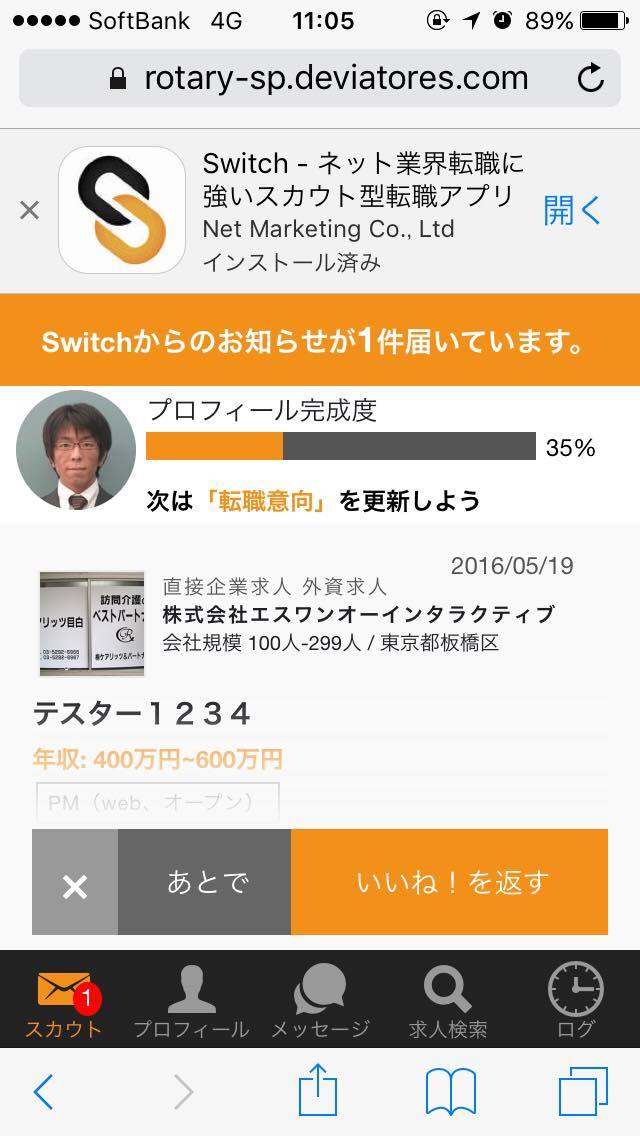 SoftBank 4G 11:05 89%
rotary-sp.deviatores.com
Switch - ネット業界転職に
強いスカウト型転職アプリ
Net Marketing Co., Ltd
インストール済み
開く
Switchからのお知らせが1件届いています。
プロフィール完成度
35%
次は「転職意向」を更新しよう
2016/05/19
直接企業求人 外資求人
株式会社エスワンオーインタラクティブ
会社規模 100人-299人 / 東京都板橋区
訪問介護の
ベストパートナ
リッツ目白
テスター１２３４
年収: 400万円~600万円
PM（web、オープン）
× あとで いいね！を返す
1
スカウト プロフィール メッセージ 求人検索 ログ